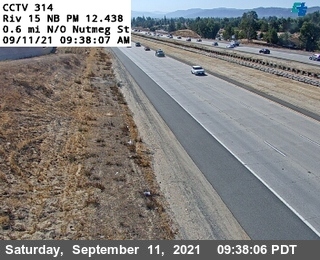 CCTV 314
Riv 15 NB PM 12.438
0.6 mi N/O Nutmeg St
09/11/21 09:38:07 AM
Saturday, September 11, 2021 09:38:06 PDT